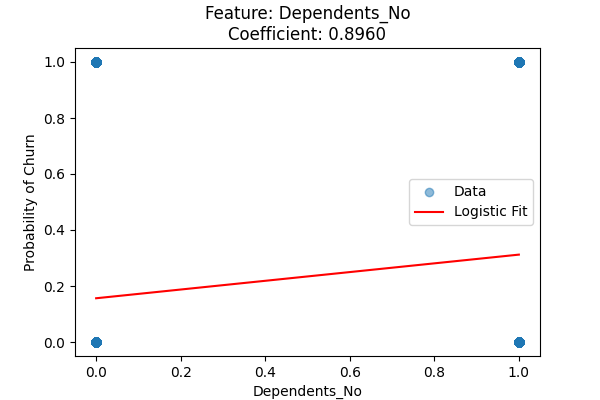 Feature: Dependents_No
Coefficient: 0.8960
Probability of Churn
1.0
0.8
0.6
0.4
0.2
0.0
Data
Logistic Fit
0.0 0.2 0.4 0.6 0.8 1.0
Dependents_No